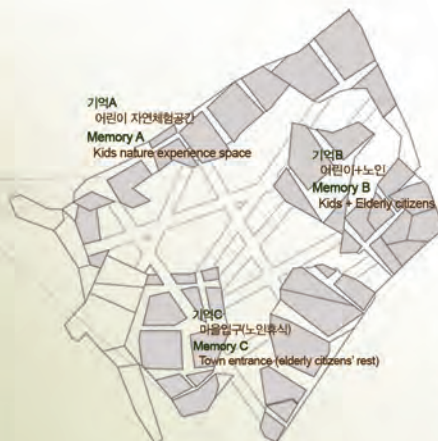 기억A
어린이 자연체험공간
Memory A
Kids nature experience space
기억B
어린이+노인
Memory B
Kids + Elderly citizens
기억C
마을입구(노인휴식)
Memory C
Town entrance (elderly citizens' rest)